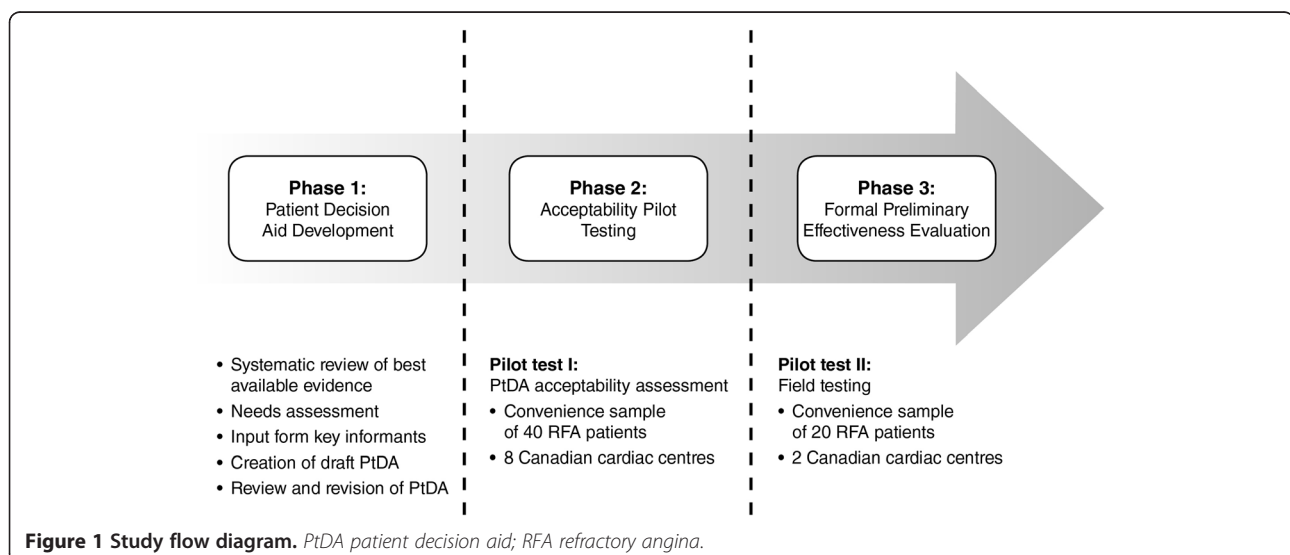 Phase 1:
Patient Decision
Aid Development
Phase 2:
Acceptability Pilot
Testing
Phase 3:
Formal Preliminary
Effectiveness Evaluation
• Systematic review of best
available evidence
• Needs assessment
• Input form key informants
• Creation of draft PtDA
• Review and revision of PtDA
Pilot test I:
PtDA acceptability assessment
• Convenience sample
of 40 RFA patients
• 8 Canadian cardiac centres
Pilot test II:
Field testing
• Convenience sample
of 20 RFA patients
• 2 Canadian cardiac centres
Figure 1 Study flow diagram. PtDA patient decision aid; RFA refractory angina.